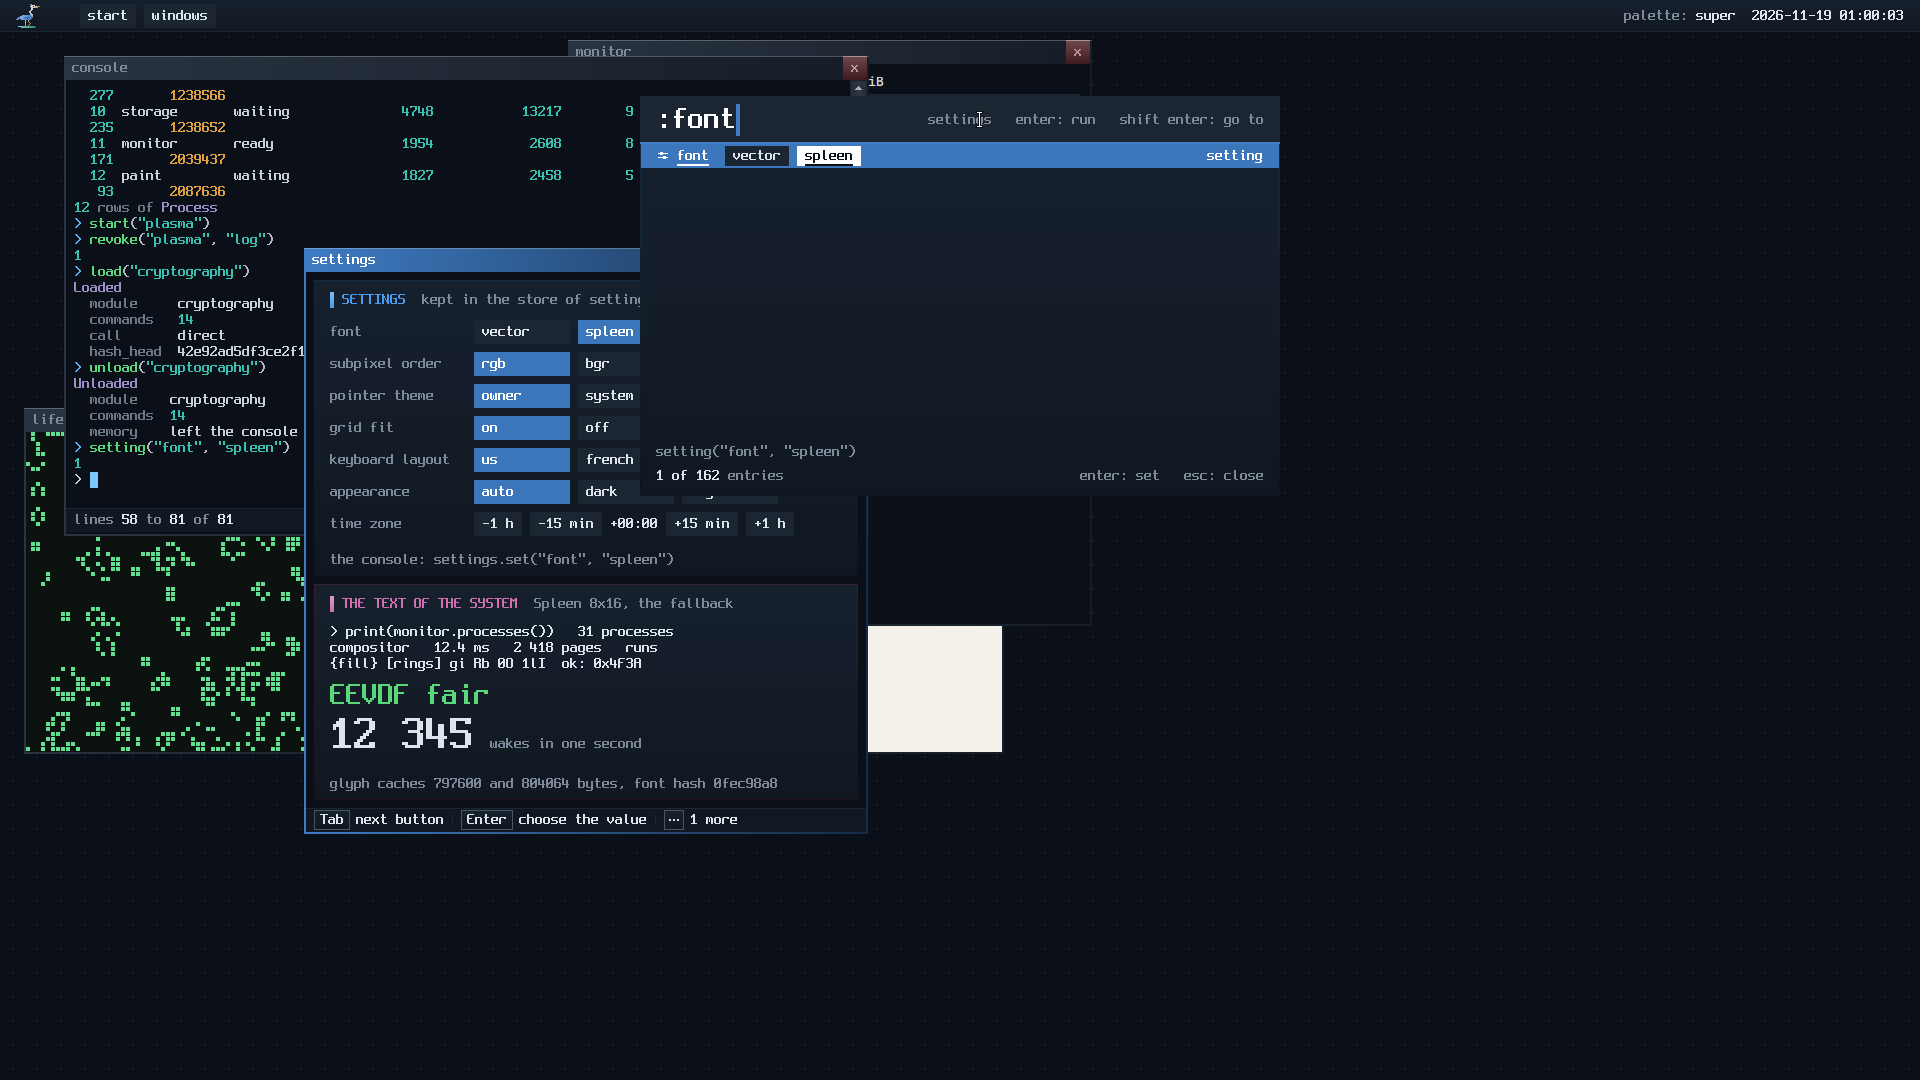 start windows palette: super 2026-11-19 01:00:03
monitor
iB
console
277 1238566
10 storage waiting 4748 13217 9
235 1238652
11 monitor ready 1954 2608 8
171 2039437
12 paint waiting 1827 2458 5
93 2087636
12 rows of Process
> start("plasma")
> revoke("plasma", "log")
1
> load("cryptography")
Loaded
module cryptography
commands 14
call direct
hash_head 42e92ad5df3ce2f1
> unload("cryptography")
Unloaded
module cryptography
commands 14
memory left the console
> setting("font", "spleen")
1
>
lines 58 to 81 of 81
:font settings enter: run shift enter: go to
font vector spleen setting
setting("font", "spleen")
1 of 162 entries enter: set esc: close
life
settings
SETTINGS kept in the store of setting
font vector spleen
subpixel order rgb bgr
pointer theme owner system
grid fit on off
keyboard layout us french
appearance auto dark
time zone -1 h -15 min +00:00 +15 min +1 h
the console: settings.set("font", "spleen")
THE TEXT OF THE SYSTEM Spleen 8x16, the fallback
> print(monitor.processes()) 31 processes
compositor 12.4 ms 2 418 pages runs
{fill} [rings] gi Rb 0O 1lI ok: 0x4F3A
EEVDF fair
12 345 wakes in one second
glyph caches 797600 and 804064 bytes, font hash 0fec98a8
Tab next button Enter choose the value ... 1 more